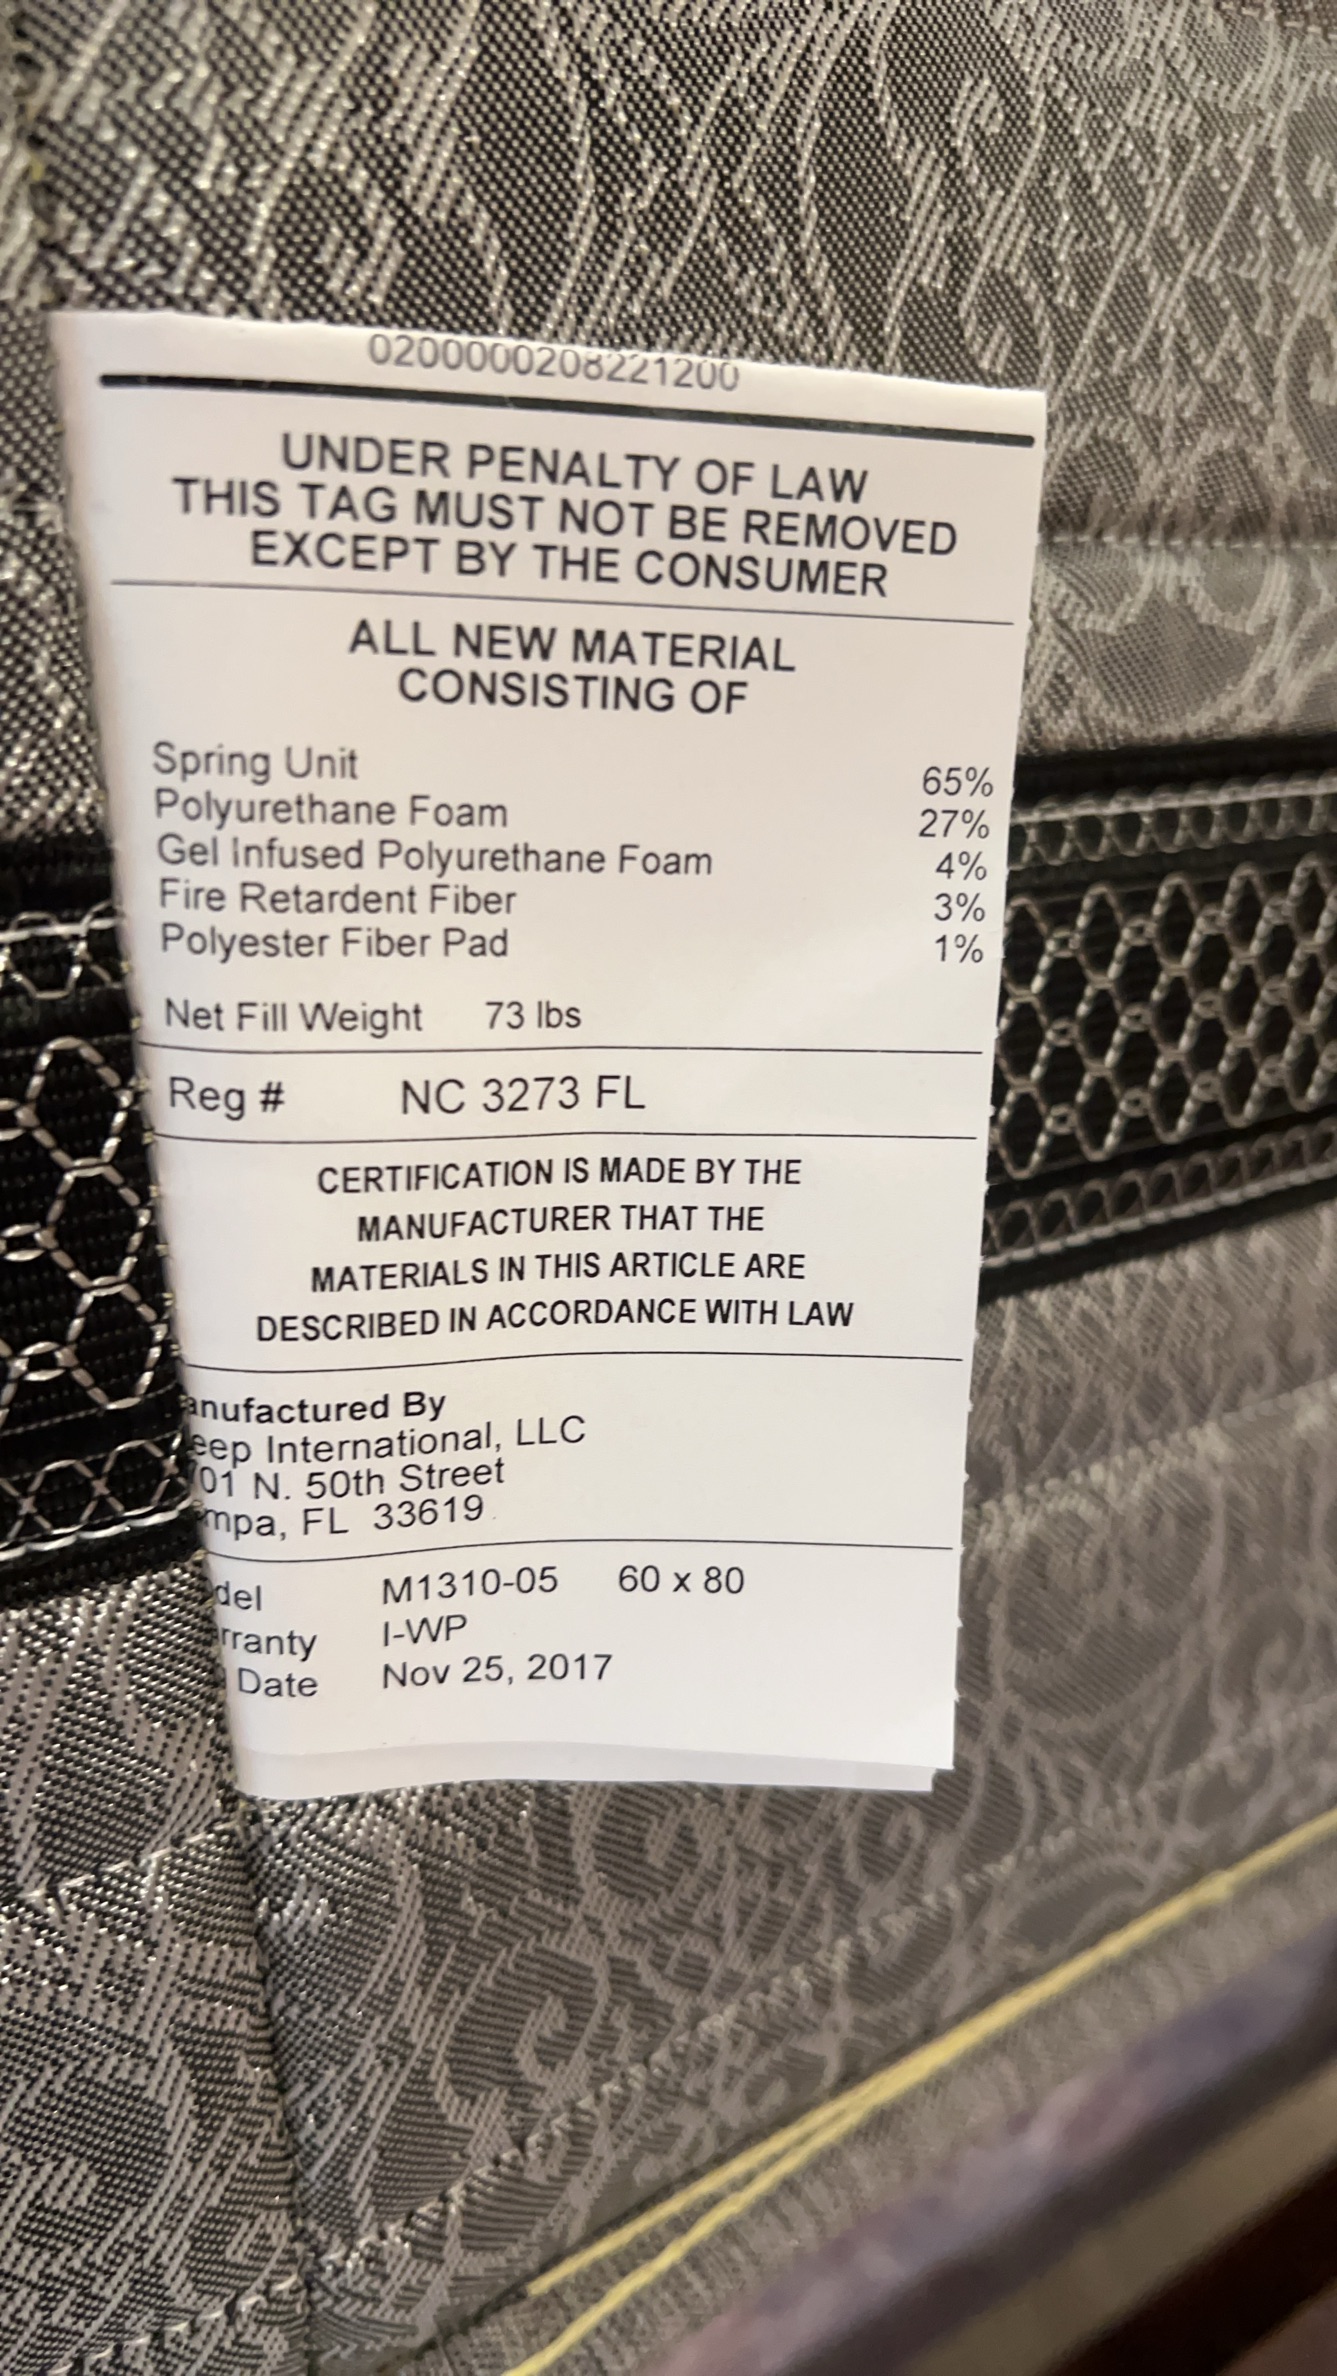 0200000208221200
UNDER PENALTY OF LAW
THIS TAG MUST NOT BE REMOVED
EXCEPT BY THE CONSUMER
ALL NEW MATERIAL
CONSISTING OF
Spring Unit 65%
Polyurethane Foam 27%
Gel Infused Polyurethane Foam 4%
Fire Retardent Fiber 3%
Polyester Fiber Pad 1%
Net Fill Weight 73 lbs
Reg # NC 3273 FL
CERTIFICATION IS MADE BY THE
MANUFACTURER THAT THE
MATERIALS IN THIS ARTICLE ARE
DESCRIBED IN ACCORDANCE WITH LAW
anufactured By
eep International, LLC
01 N. 50th Street
mpa, FL 33619
del M1310-05 60 x 80
rranty I-WP
Date Nov 25, 2017